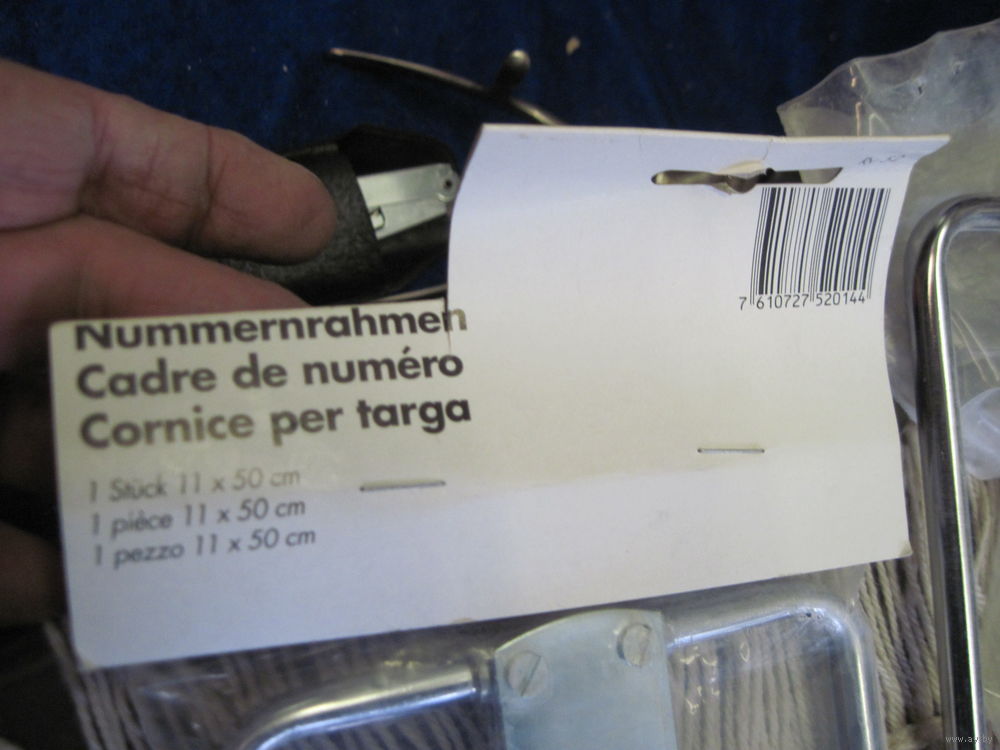 7 610727 520144
Nummernrahmen
Cadre de numéro
Cornice per targa
1 Stück 11 x 50 cm
1 pièce 11 x 50 cm
1 pezzo 11 x 50 cm